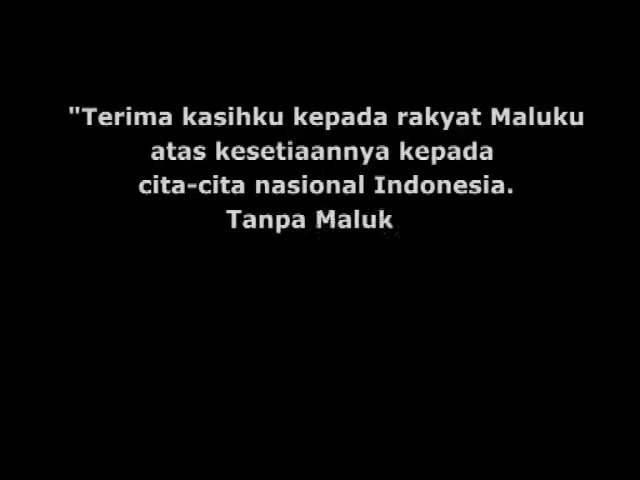 "Terima kasihku kepada rakyat Maluku
atas kesetiaannya kepada
cita-cita nasional Indonesia.
Tanpa Maluk